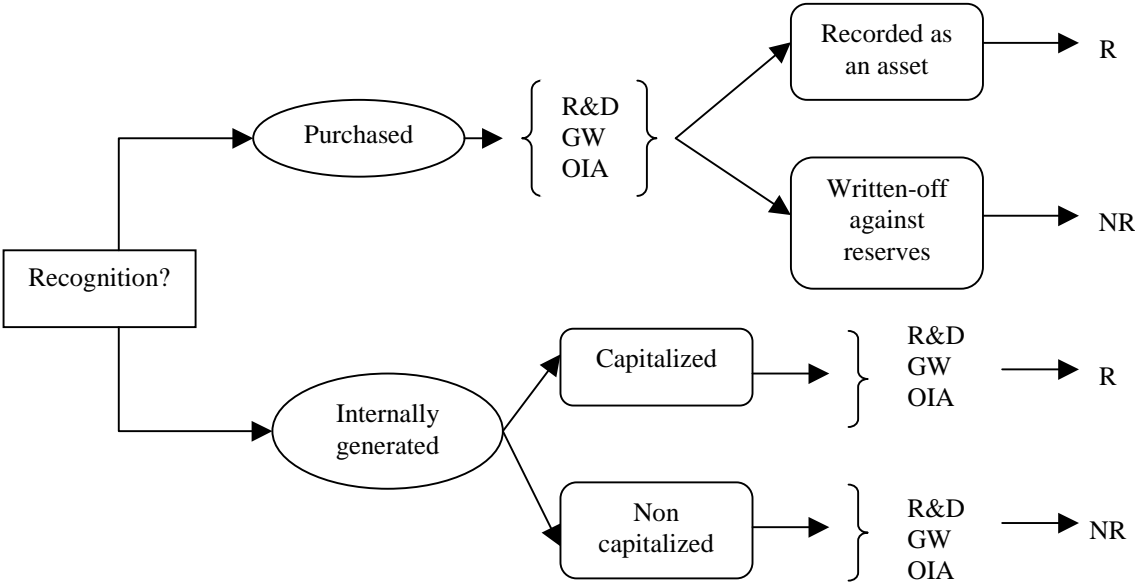 Recorded as
an asset
R
R&D
GW
OIA
Purchased
Written-off
against
reserves
NR
Recognition?
Capitalized
R&D
GW
OIA
R
Internally
generated
Non
capitalized
R&D
GW
OIA
NR